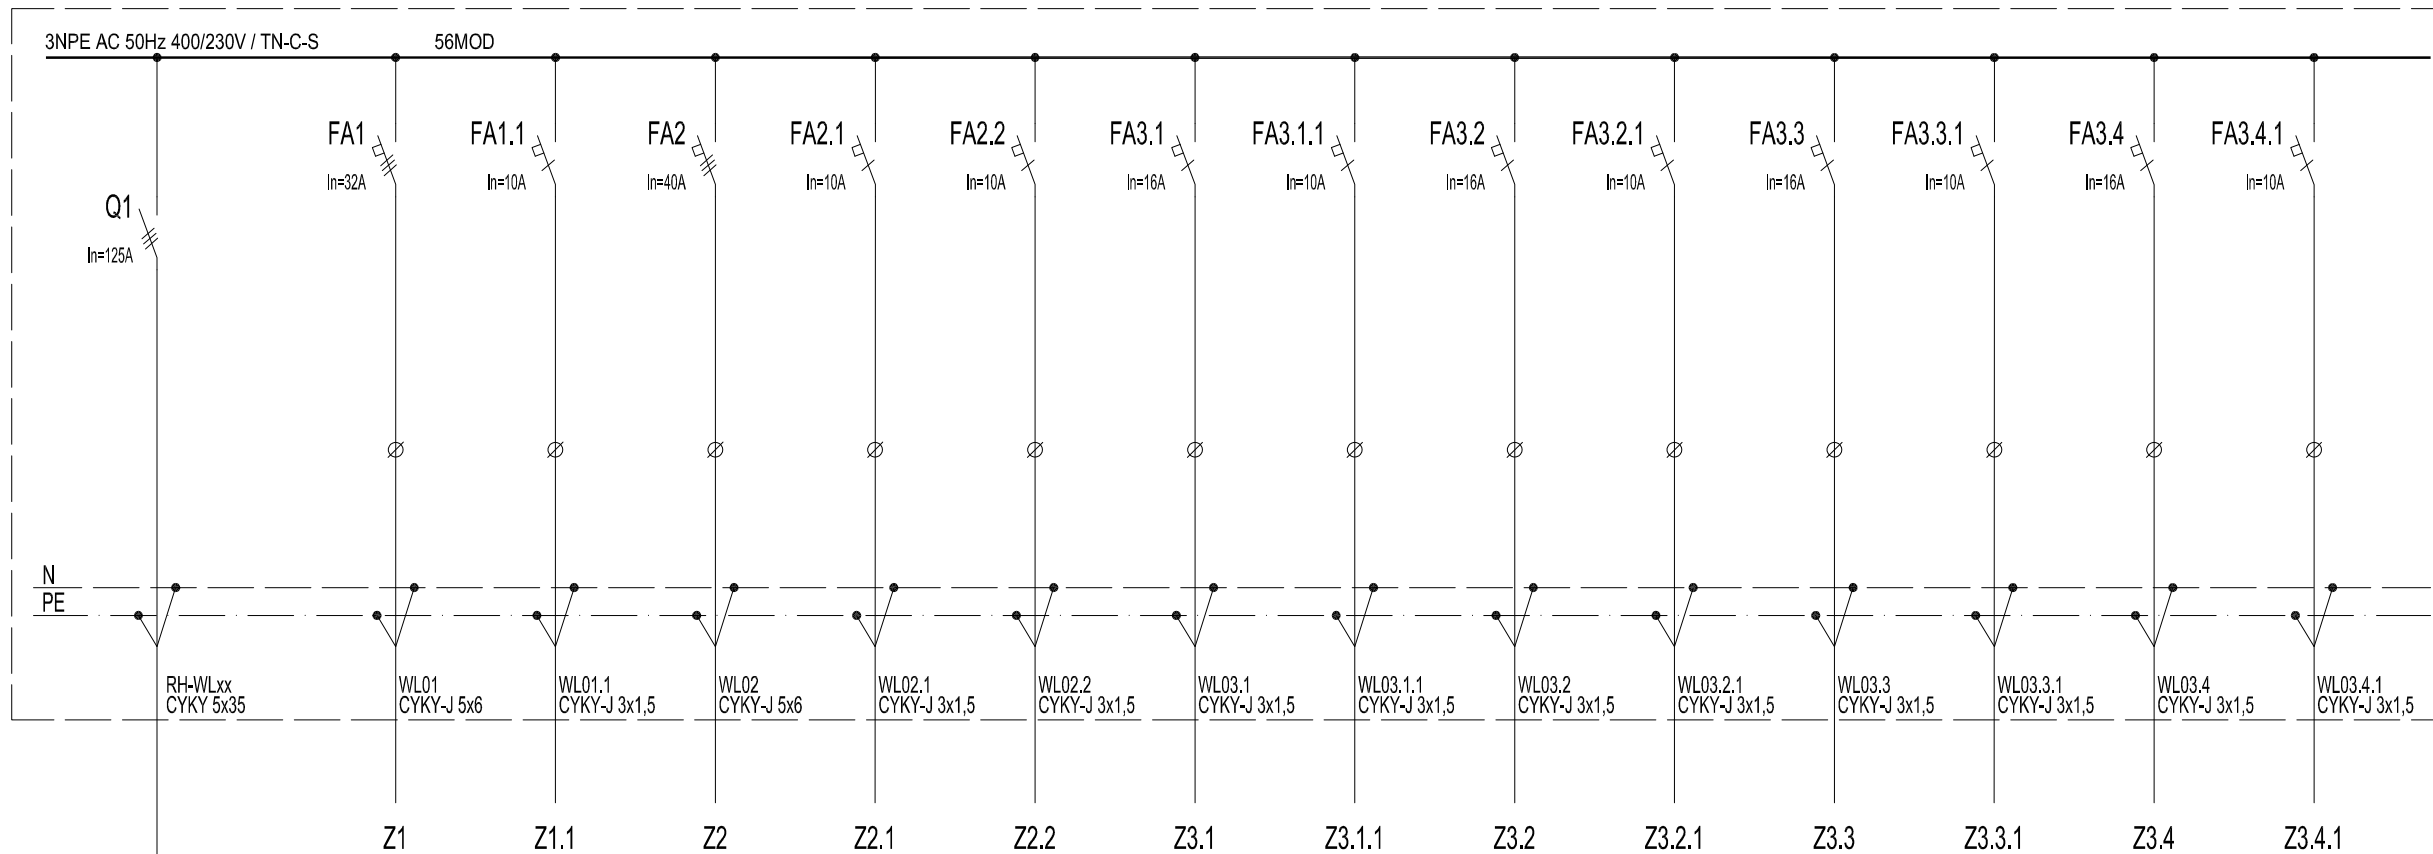 3NPE AC 50Hz 400/230V / TN-C-S 56MOD
FA1 FA1.1 FA2 FA2.1 FA2.2 FA3.1 FA3.1.1 FA3.2 FA3.2.1 FA3.3 FA3.3.1 FA3.4 FA3.4.1
In=32A In=10A In=40A In=10A In=10A In=16A In=10A In=16A In=10A In=16A In=10A In=16A In=10A
Q1
In=125A
N
PE
RH-WLxx WL01 WL01.1 WL02 WL02.1 WL02.2 WL03.1 WL03.1.1 WL03.2 WL03.2.1 WL03.3 WL03.3.1 WL03.4 WL03.4.1
CYKY 5x35 CYKY-J 5x6 CYKY-J 3x1,5 CYKY-J 5x6 CYKY-J 3x1,5 CYKY-J 3x1,5 CYKY-J 3x1,5 CYKY-J 3x1,5 CYKY-J 3x1,5 CYKY-J 3x1,5 CYKY-J 3x1,5 CYKY-J 3x1,5 CYKY-J 3x1,5 CYKY-J 3x1,5
Z1 Z1.1 Z2 Z2.1 Z2.2 Z3.1 Z3.1.1 Z3.2 Z3.2.1 Z3.3 Z3.3.1 Z3.4 Z3.4.1